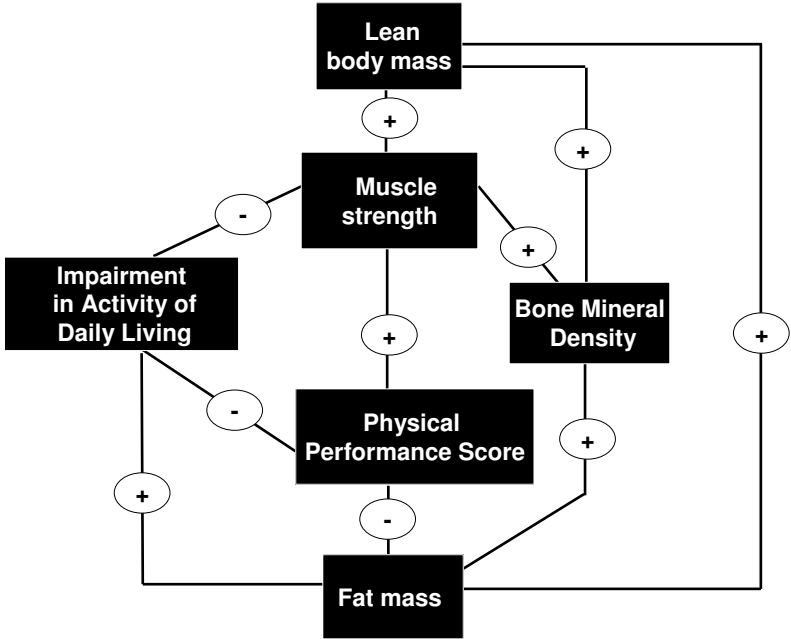 Lean
body mass
+
+
Muscle
strength
-
+
Impairment
in Activity of
Daily Living
Bone Mineral
Density
+
+
Physical
Performance Score
-
+
+
-
Fat mass